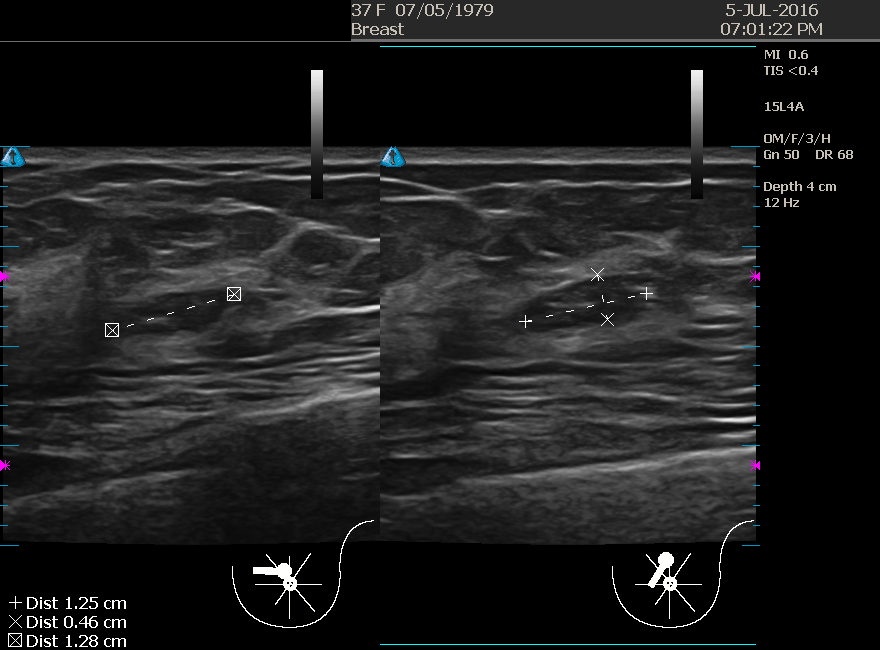 37 F 07/05/1979 5-JUL-2016
Breast 07:01:22 PM
MI 0.6
TIS <0.4
15L4A
OM/F/3/H
Gn 50 DR 68
Depth 4 cm
12 Hz
Dist 1.25 cm
Dist 0.46 cm
Dist 1.28 cm